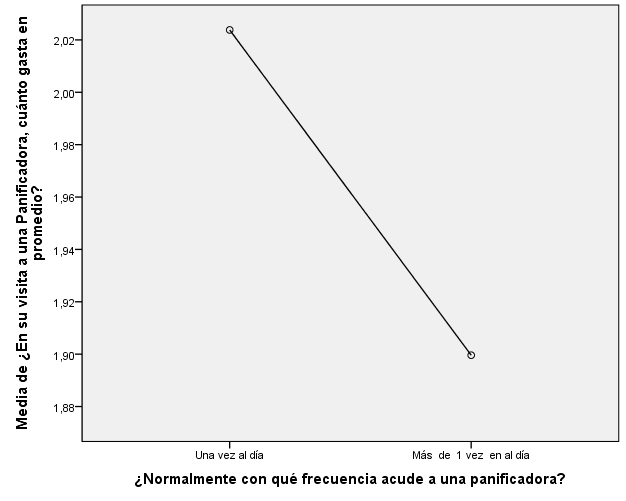 Media de ¿En su visita a una Panificadora, cuánto gasta en
promedio?
2,02
2,00
1,98
1,96
1,94
1,92
1,90
1,88
Una vez al día
Más de 1 vez en al día
¿Normalmente con qué frecuencia acude a una panificadora?